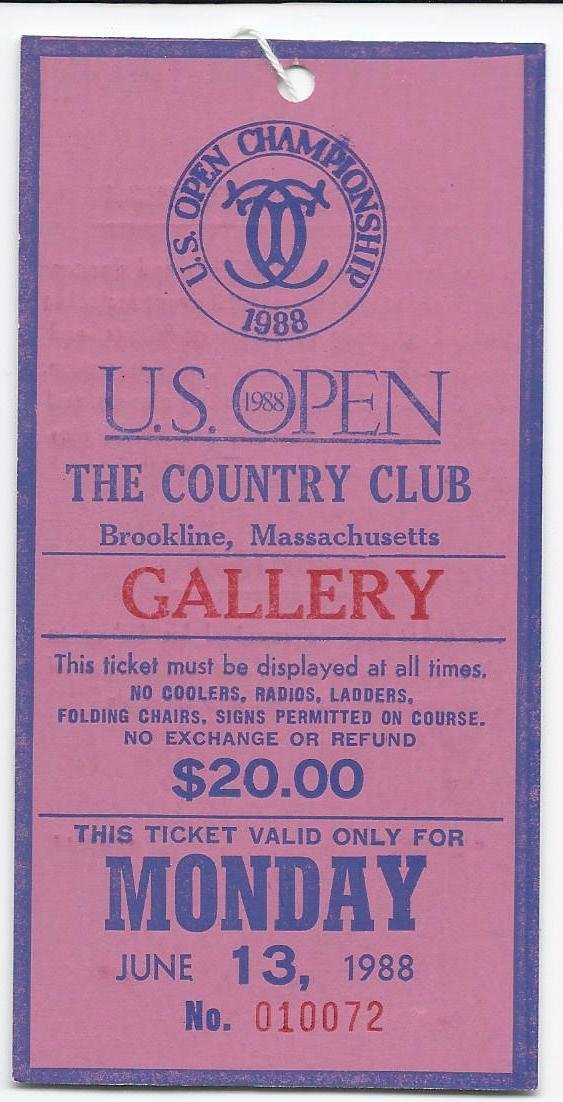 U.S. OPEN CHAMPIONSHIP
1988
U.S. OPEN
1988
THE COUNTRY CLUB
Brookline, Massachusetts
GALLERY
This ticket must be displayed at all times.
NO COOLERS, RADIOS, LADDERS,
FOLDING CHAIRS, SIGNS PERMITTED ON COURSE.
NO EXCHANGE OR REFUND
$20.00
THIS TICKET VALID ONLY FOR
MONDAY
JUNE 13, 1988
No. 010072